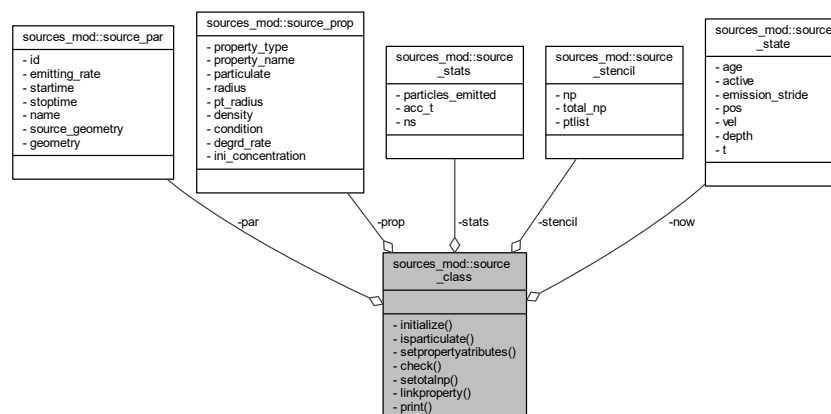 sources_mod::source_par
- id
- emitting_rate
- startime
- stoptime
- name
- source_geometry
- geometry
sources_mod::source_prop
- property_type
- property_name
- particulate
- radius
- pt_radius
- density
- condition
- degrd_rate
- ini_concentration
sources_mod::source
_stats
- particles_emitted
- acc_t
- ns
sources_mod::source
_stencil
- np
- total_np
- ptlist
sources_mod::source
_state
- age
- active
- emission_stride
- pos
- vel
- depth
- t
-par
-prop
-stats
-stencil
-now
sources_mod::source
_class
- initialize()
- isparticulate()
- setpropertyatributes()
- check()
- setotalnp()
- linkproperty()
- print()